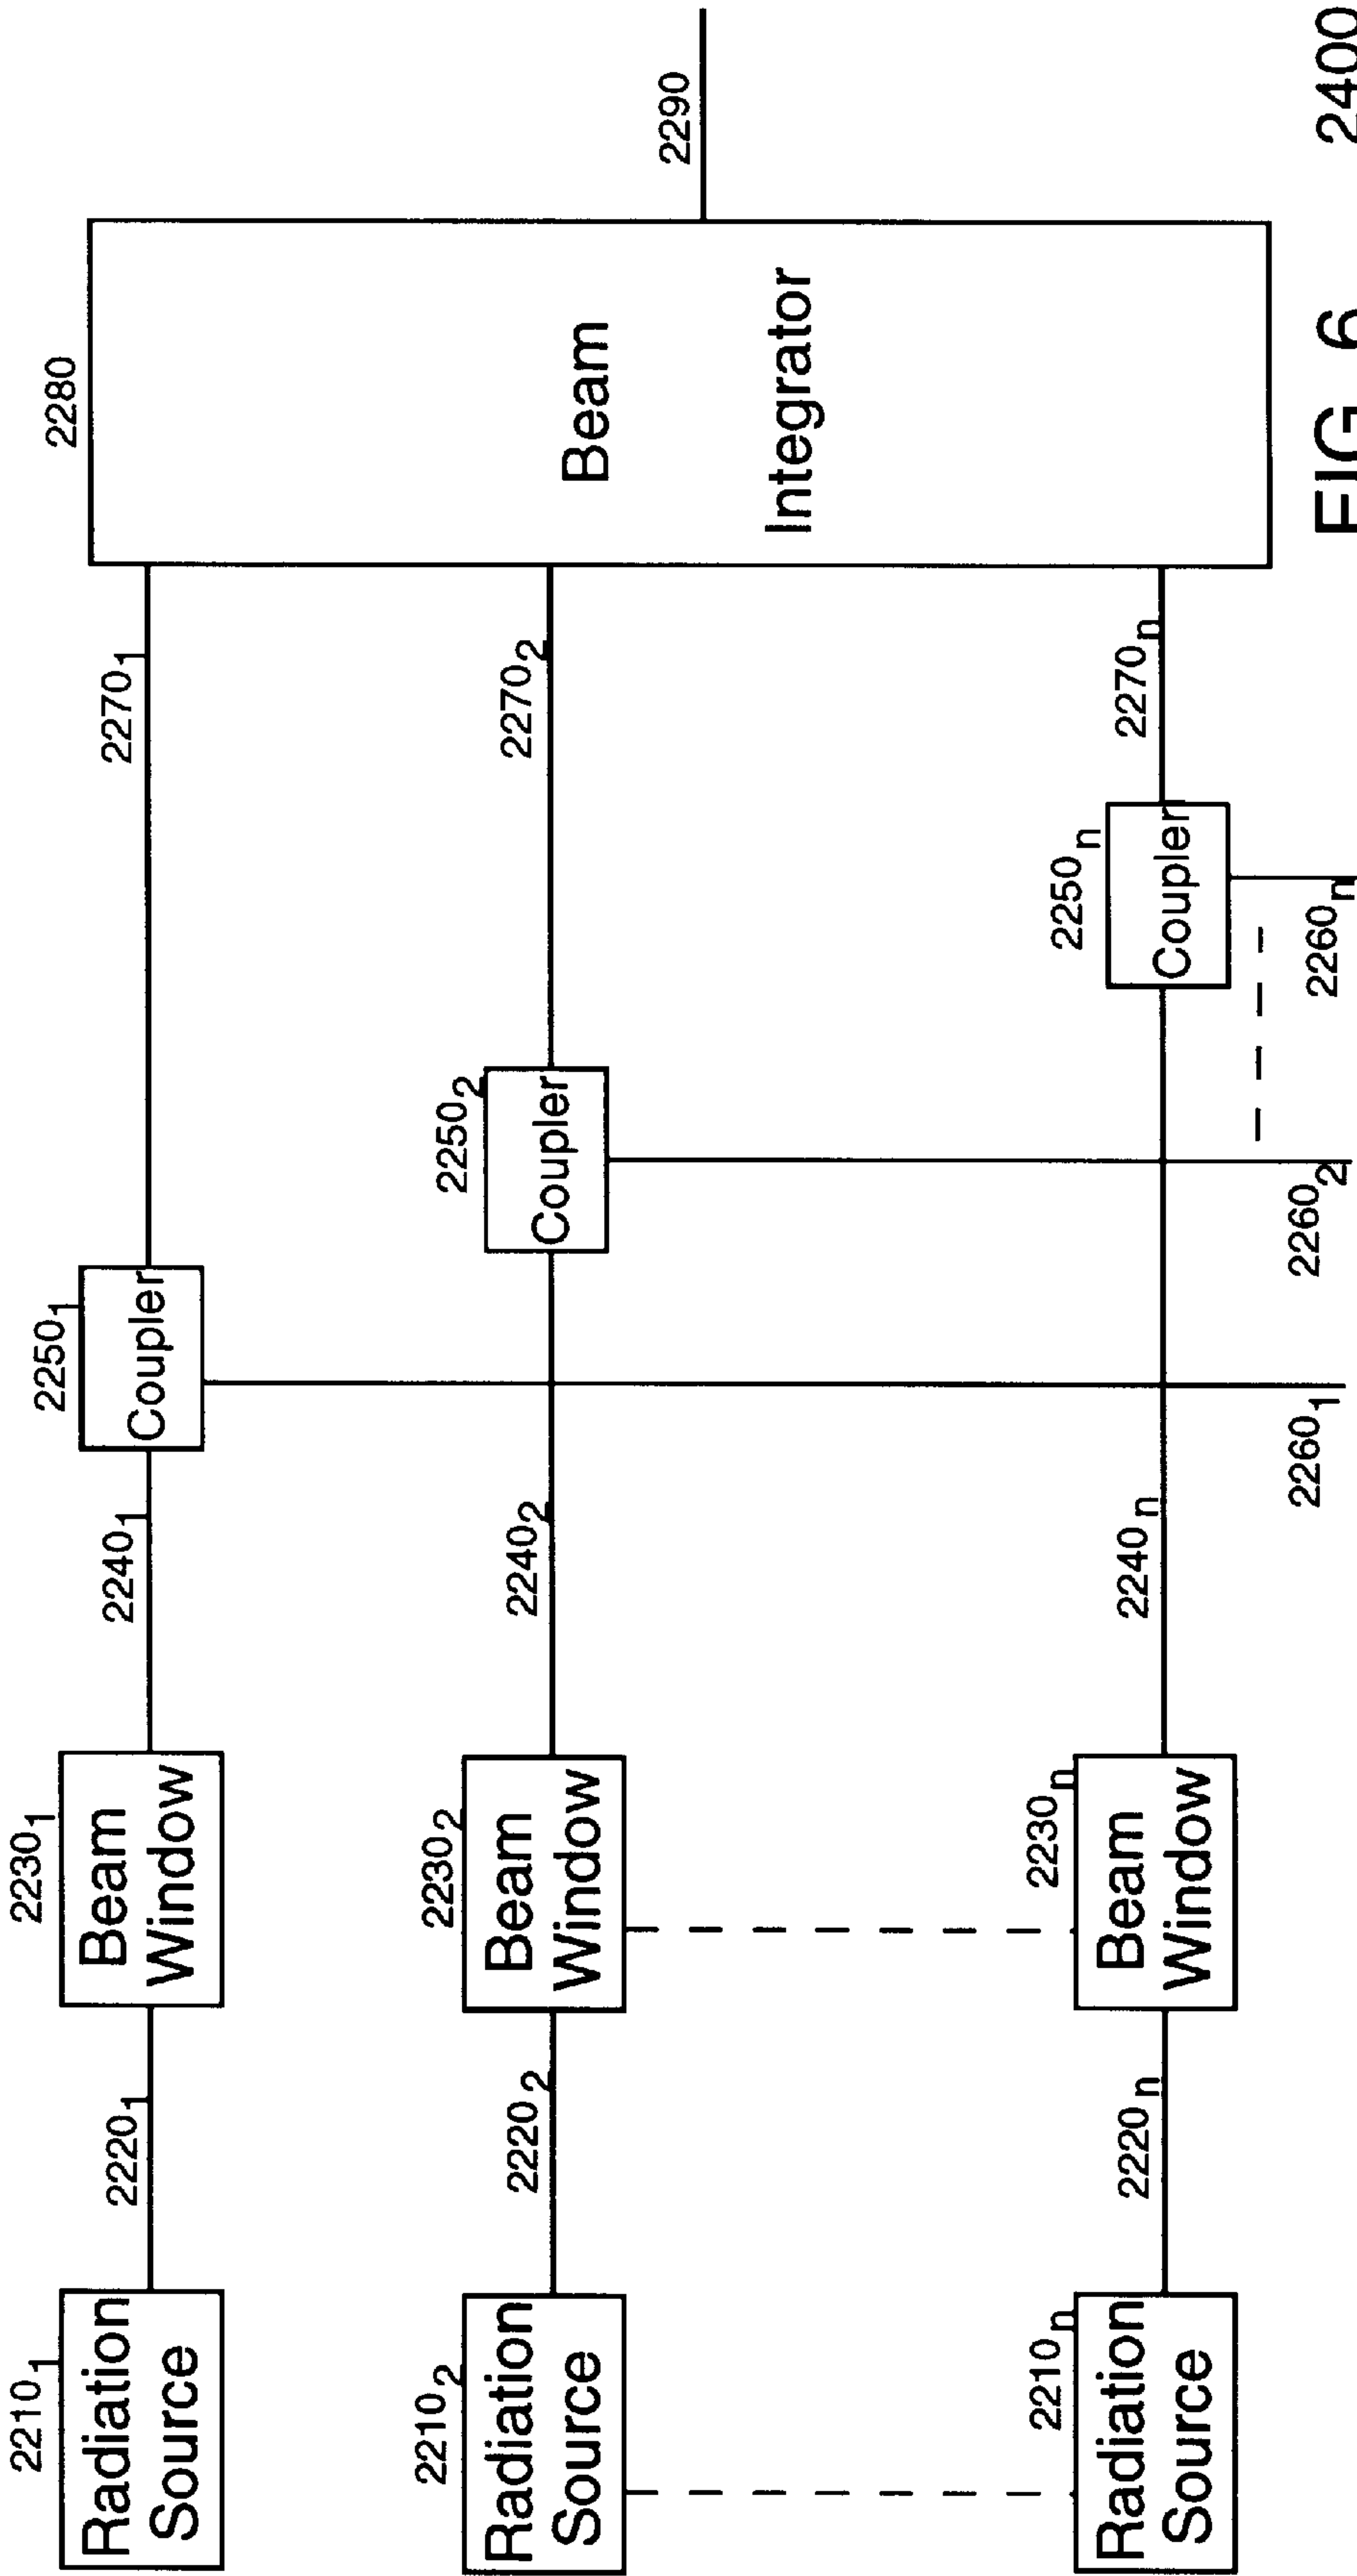 2210₁
Radiation
Source
2220₁
2230₁
Beam
Window
2240₁
2250₁
Coupler
2270₁
2280
Beam
Integrator
2290
2210₂
Radiation
Source
2220₂
2230₂
Beam
Window
2240₂
2250₂
Coupler
2270₂
2210ₙ
Radiation
Source
2220ₙ
2230ₙ
Beam
Window
2240ₙ
2250ₙ
Coupler
2270ₙ
2260₁
2260₂
2260ₙ
FIG 6
2400